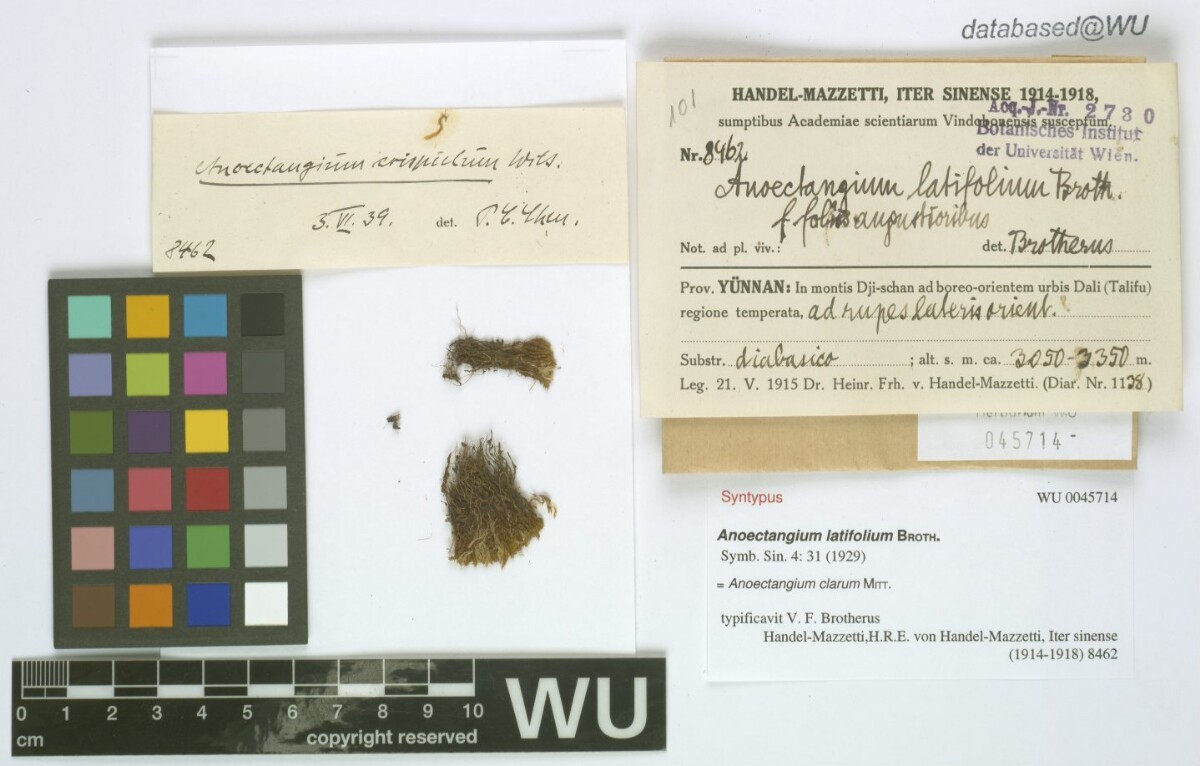 databased@WU
Anoectangium crispulum Wils.
3. VI. 39. det. P. C. Chen.
8462
101
HANDEL-MAZZETTI, ITER SINENSE 1914-1918,
sumptibus Academiae scientiarum Vindobonensis susceptum.
Acq.-J.-Nr. 2730
Botanisches Institut
der Universität Wien.
Nr. 8462
Anoectangium latifolium Broth.
f. foliis angustioribus
Not. ad pl. viv.: det. Brotherus
Prov. YÜNNAN: In montis Dji-schan ad boreo-orientem urbis Dali (Talifu)
regione temperata, ad rupes lateris orient.
Substr. diabasico ; alt. s. m. ca. 3050-3350 m.
Leg. 21. V. 1915 Dr. Heinr. Frh. v. Handel-Mazzetti. (Diar. Nr. 1128)
045714-
Syntypus WU 0045714
Anoectangium latifolium BROTH.
Symb. Sin. 4: 31 (1929)
= Anoectangium clarum MITT.
typificavit V. F. Brotherus
Handel-Mazzetti,H.R.E. von Handel-Mazzetti, Iter sinense
(1914-1918) 8462
0 1 2 3 4 5 6 7 8 9 10
cm copyright reserved
WU